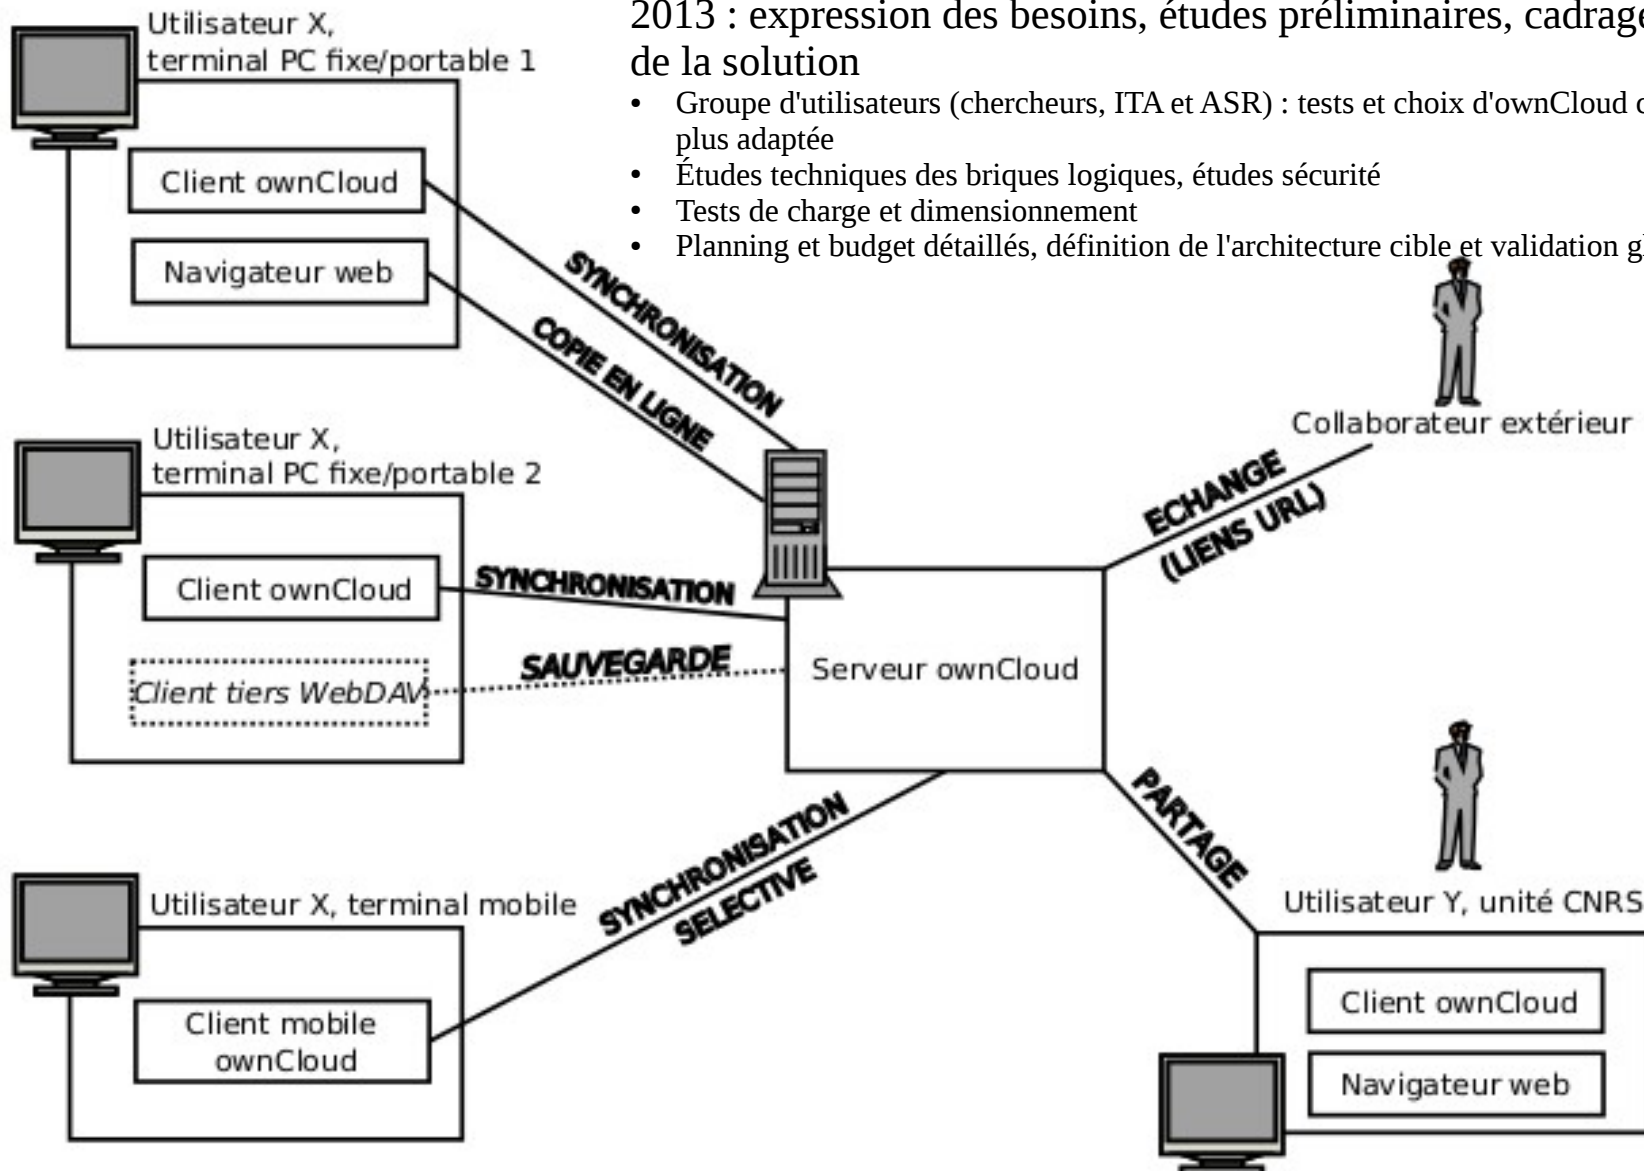 2013 : expression des besoins, études préliminaires, cadrage
de la solution
• Groupe d'utilisateurs (chercheurs, ITA et ASR) : tests et choix d'ownCloud
plus adaptée
• Études techniques des briques logiques, études sécurité
• Tests de charge et dimensionnement
• Planning et budget détaillés, définition de l'architecture cible et validation
Utilisateur X,
terminal PC fixe/portable 1
Client ownCloud
Navigateur web
SYNCHRONISATION
COPIE EN LIGNE
Utilisateur X,
terminal PC fixe/portable 2
Client ownCloud
Client tiers WebDAV
SYNCHRONISATION
SAUVEGARDE
Serveur ownCloud
Collaborateur extérieur
ECHANGE
(LIENS URL)
Utilisateur X, terminal mobile
Client mobile
ownCloud
SYNCHRONISATION
SELECTIVE
PARTAGE
Utilisateur Y, unité CNRS
Client ownCloud
Navigateur web